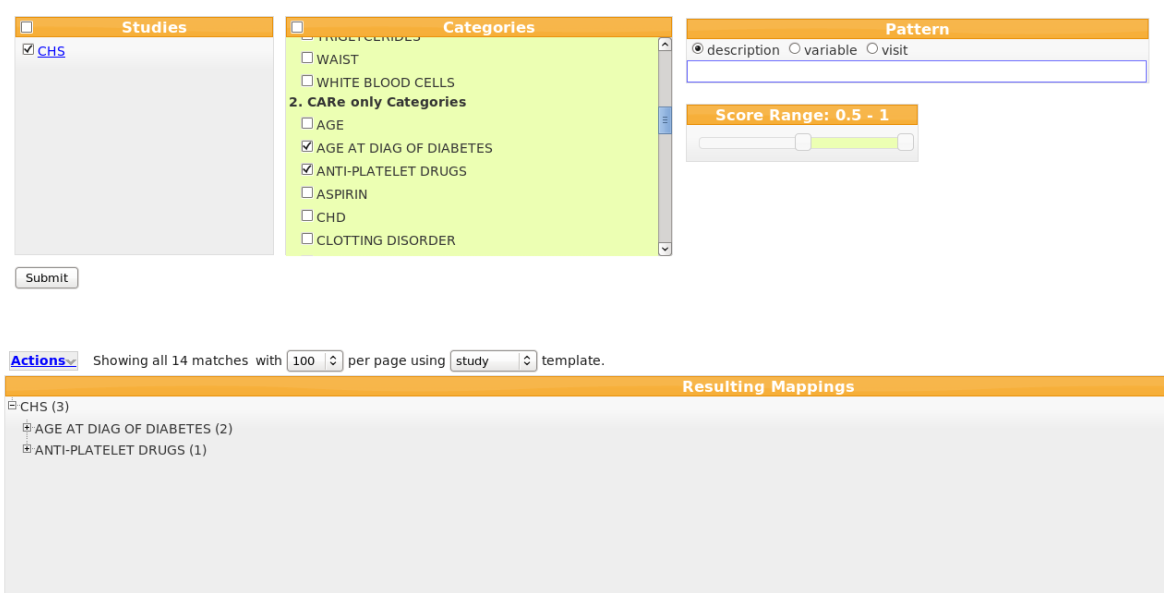 Studies
CHS
Categories
TRIGLYCERIDES
WAIST
WHITE BLOOD CELLS
2. CARe only Categories
AGE
AGE AT DIAG OF DIABETES
ANTI-PLATELET DRUGS
ASPIRIN
CHD
CLOTTING DISORDER
Pattern
description variable visit
Score Range: 0.5 - 1
Submit
Actions Showing all 14 matches with 100 per page using study template.
Resulting Mappings
CHS (3)
AGE AT DIAG OF DIABETES (2)
ANTI-PLATELET DRUGS (1)